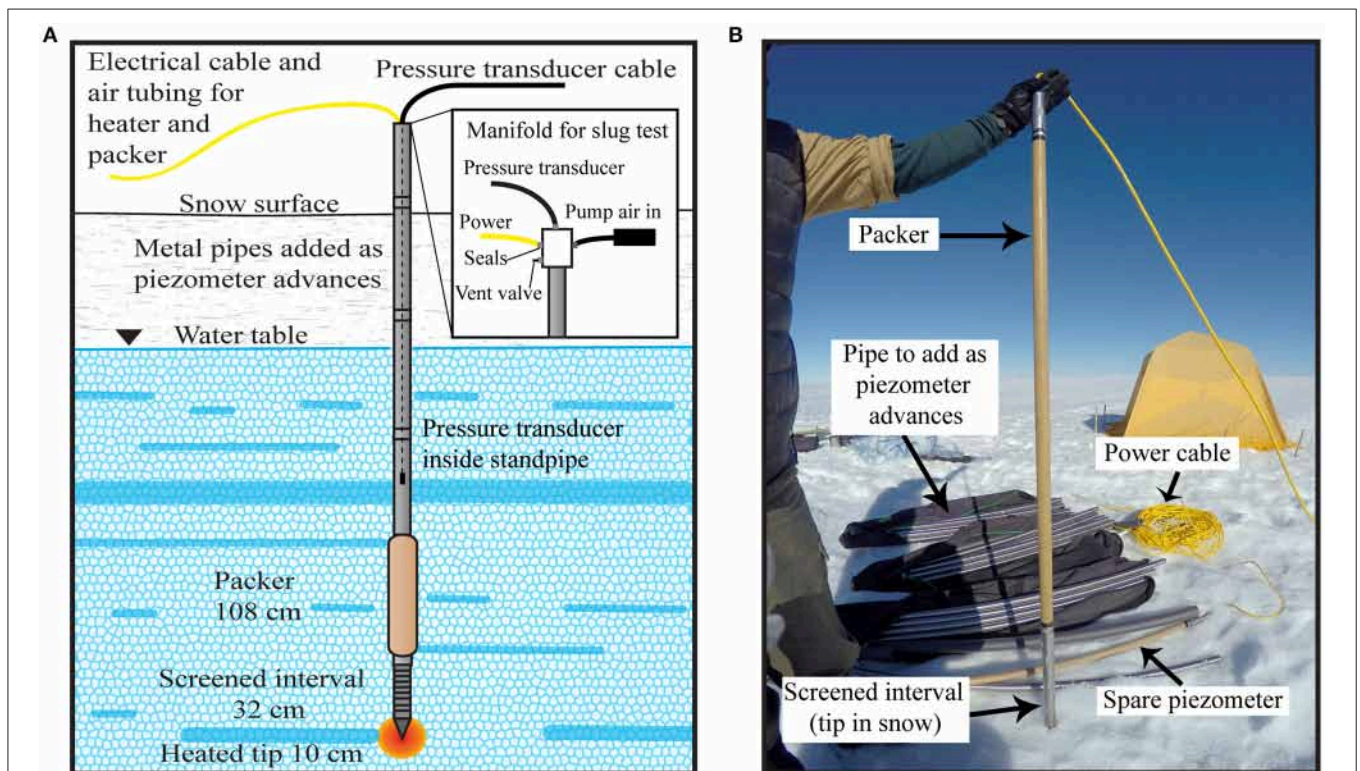 A
Electrical cable and
air tubing for
heater and
packer
Pressure transducer cable
Manifold for slug test
Pressure transducer
Power
Pump air in
Seals
Vent valve
Snow surface
Metal pipes added as
piezometer advances
Water table
Pressure transducer
inside standpipe
Packer
108 cm
Screened interval
32 cm
Heated tip 10 cm
B
Packer
Pipe to add as
piezometer
advances
Power cable
Screened interval
(tip in snow)
Spare piezometer